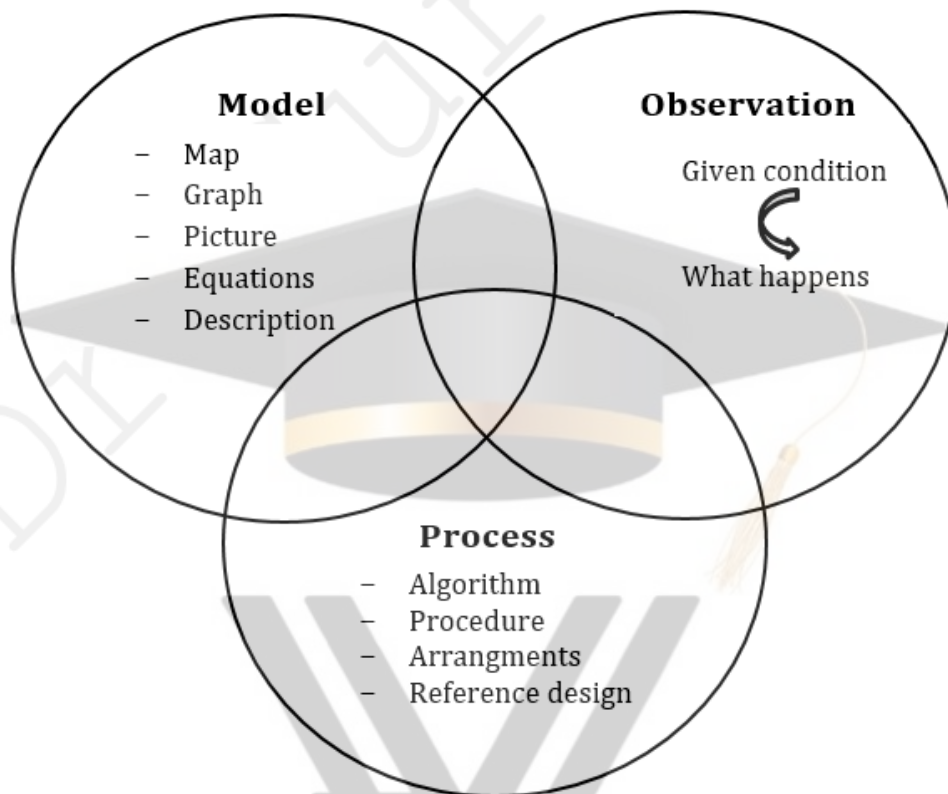 Model
– Map
– Graph
– Picture
– Equations
– Description
Observation
Given condition
What happens
Process
– Algorithm
– Procedure
– Arrangments
– Reference design